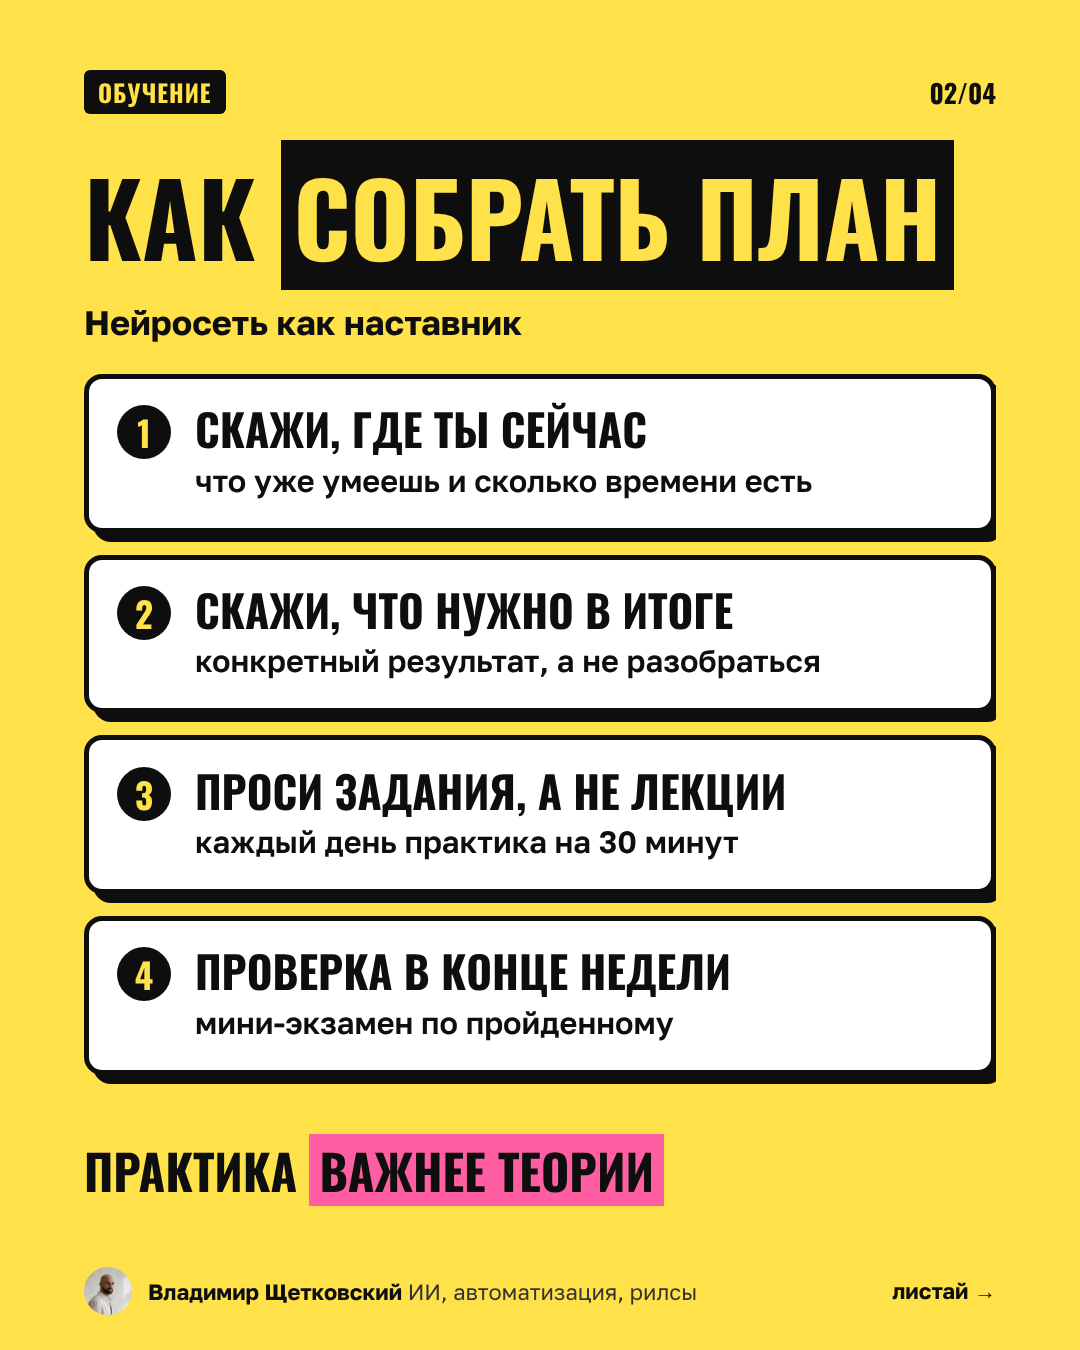 ОБУЧЕНИЕ
02/04
КАК СОБРАТЬ ПЛАН
Нейросеть как наставник
1 СКАЖИ, ГДЕ ТЫ СЕЙЧАС
что уже умеешь и сколько времени есть
2 СКАЖИ, ЧТО НУЖНО В ИТОГЕ
конкретный результат, а не разобраться
3 ПРОСИ ЗАДАНИЯ, А НЕ ЛЕКЦИИ
каждый день практика на 30 минут
4 ПРОВЕРКА В КОНЦЕ НЕДЕЛИ
мини-экзамен по пройденному
ПРАКТИКА ВАЖНЕЕ ТЕОРИИ
Владимир Щетковский ИИ, автоматизация, рилсы
листай →